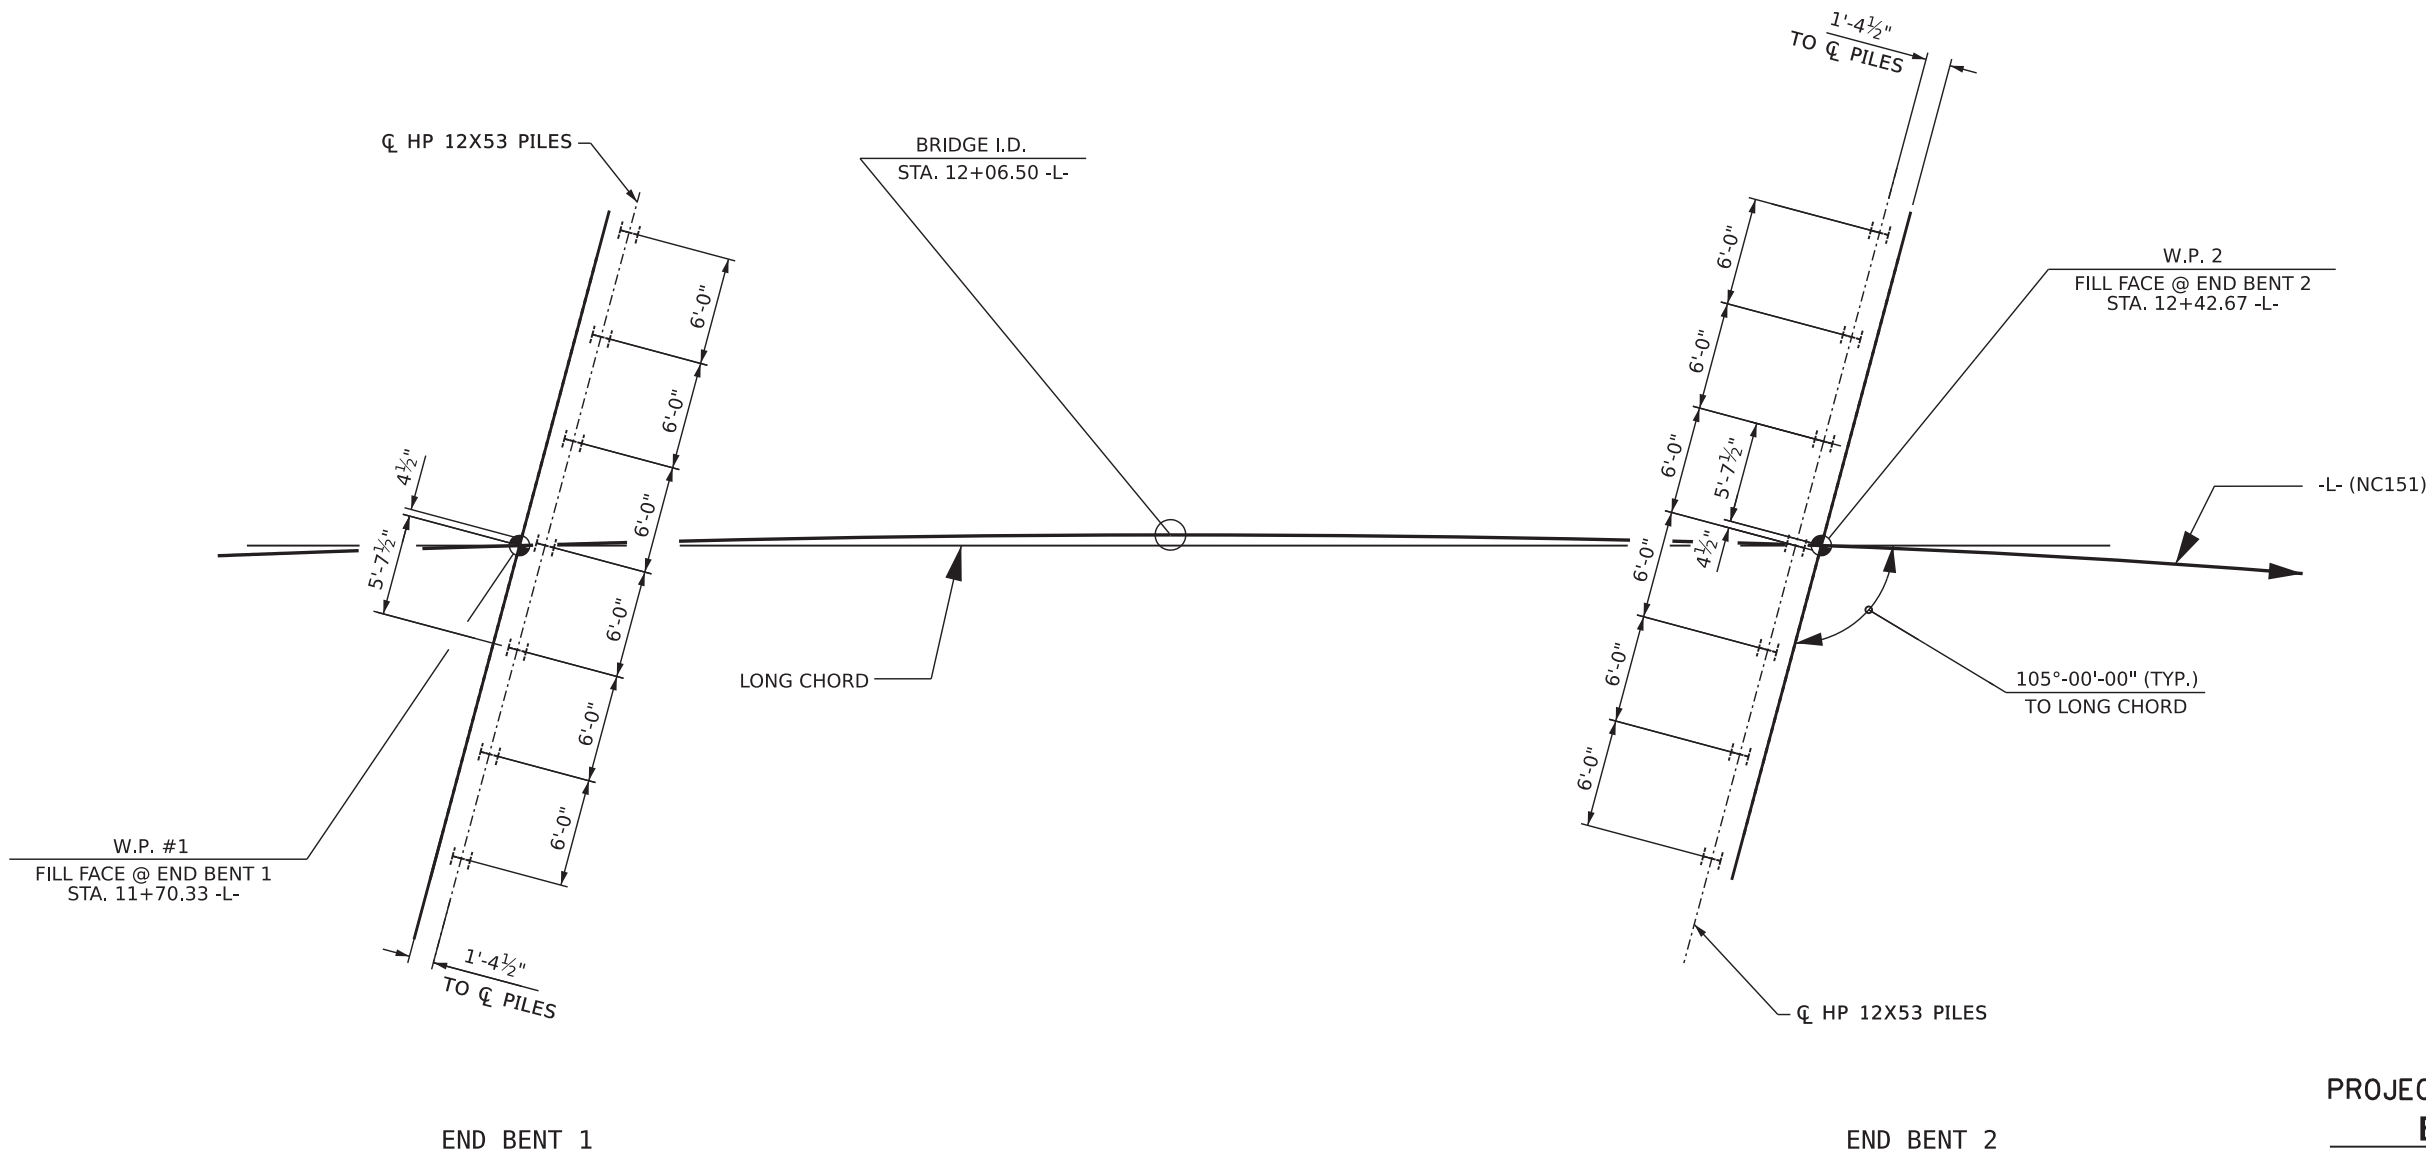 1'-4½"
TO ℄ PILES
℄ HP 12X53 PILES
BRIDGE I.D.
STA. 12+06.50 -L-
W.P. 2
FILL FACE @ END BENT 2
STA. 12+42.67 -L-
6'-0"
6'-0"
6'-0"
6'-0"
6'-0"
6'-0"
4½"
5'-7½"
6'-0"
6'-0"
6'-0"
6'-0"
6'-0"
6'-0"
5'-7½"
4½"
-L- (NC151)
LONG CHORD
105°-00'-00" (TYP.)
TO LONG CHORD
W.P. #1
FILL FACE @ END BENT 1
STA. 11+70.33 -L-
1'-4½"
TO ℄ PILES
℄ HP 12X53 PILES
PROJEC
END BENT 1
END BENT 2